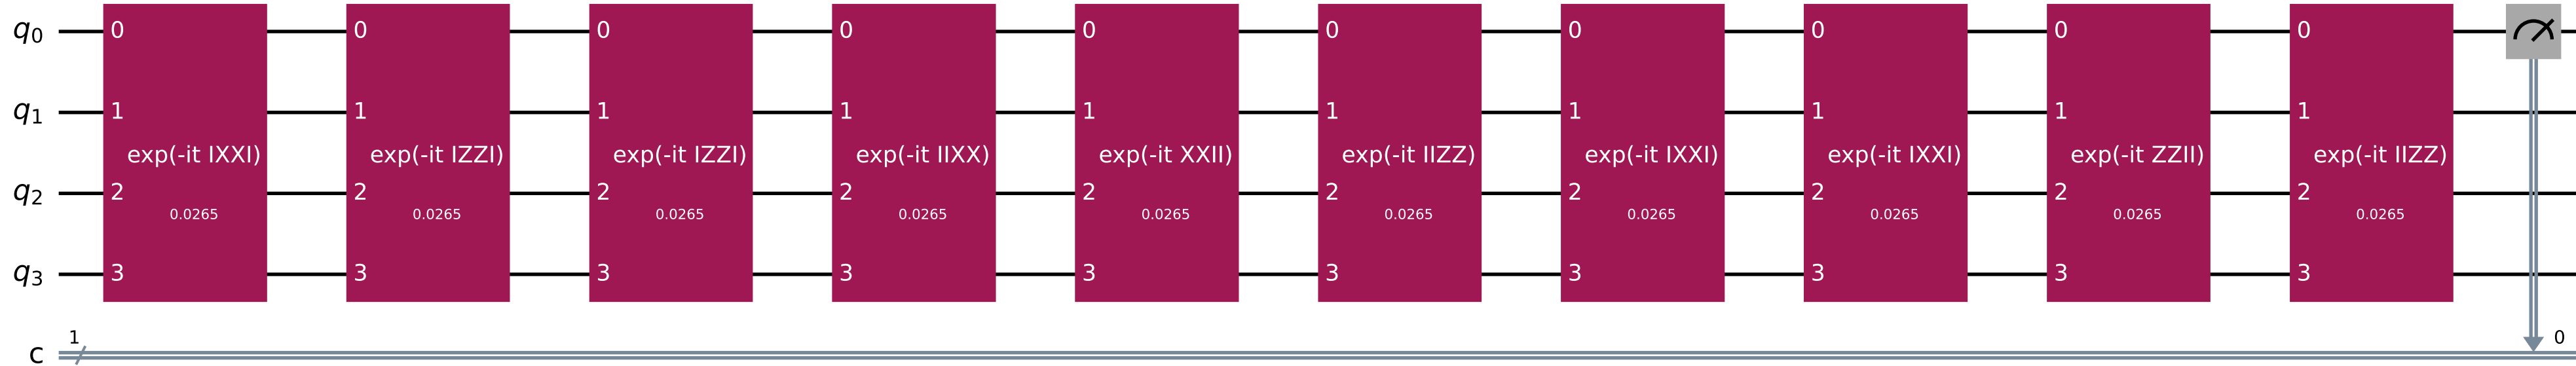 q0 0 0 0 0 0 0 0 0 0 0
q1 1 1 1 1 1 1 1 1 1 1
exp(-it IXXI) exp(-it IZZI) exp(-it IZZI) exp(-it IIXX) exp(-it XXII) exp(-it IIZZ) exp(-it IXXI) exp(-it IXXI) exp(-it ZZII) exp(-it IIZZ)
q2 2 2 2 2 2 2 2 2 2 2
0.0265 0.0265 0.0265 0.0265 0.0265 0.0265 0.0265 0.0265 0.0265 0.0265
q3 3 3 3 3 3 3 3 3 3 3
1 0
c